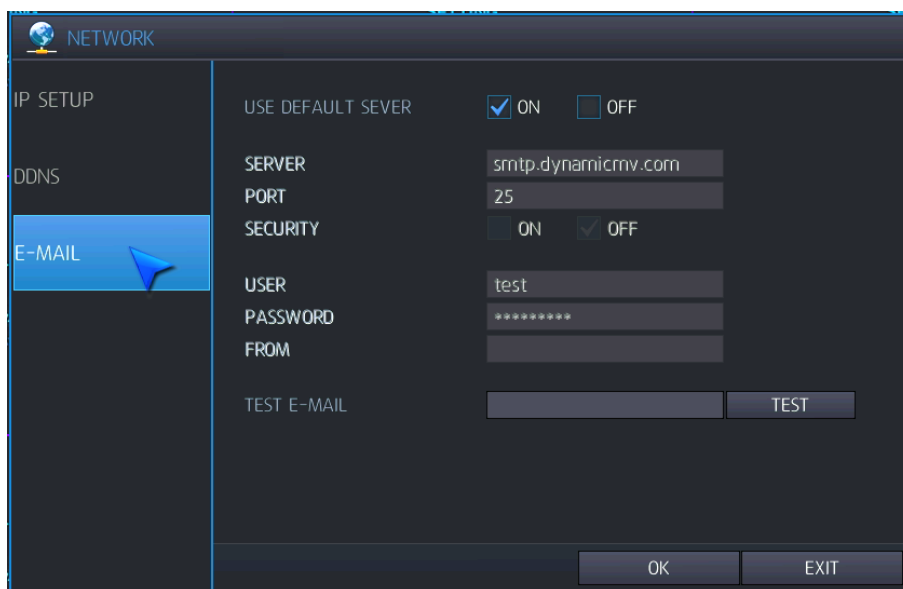 NETWORK
IP SETUP
DDNS
E-MAIL
USE DEFAULT SEVER ON OFF
SERVER smtp.dynamicmv.com
PORT 25
SECURITY ON OFF
USER test
PASSWORD *********
FROM
TEST E-MAIL TEST
OK EXIT